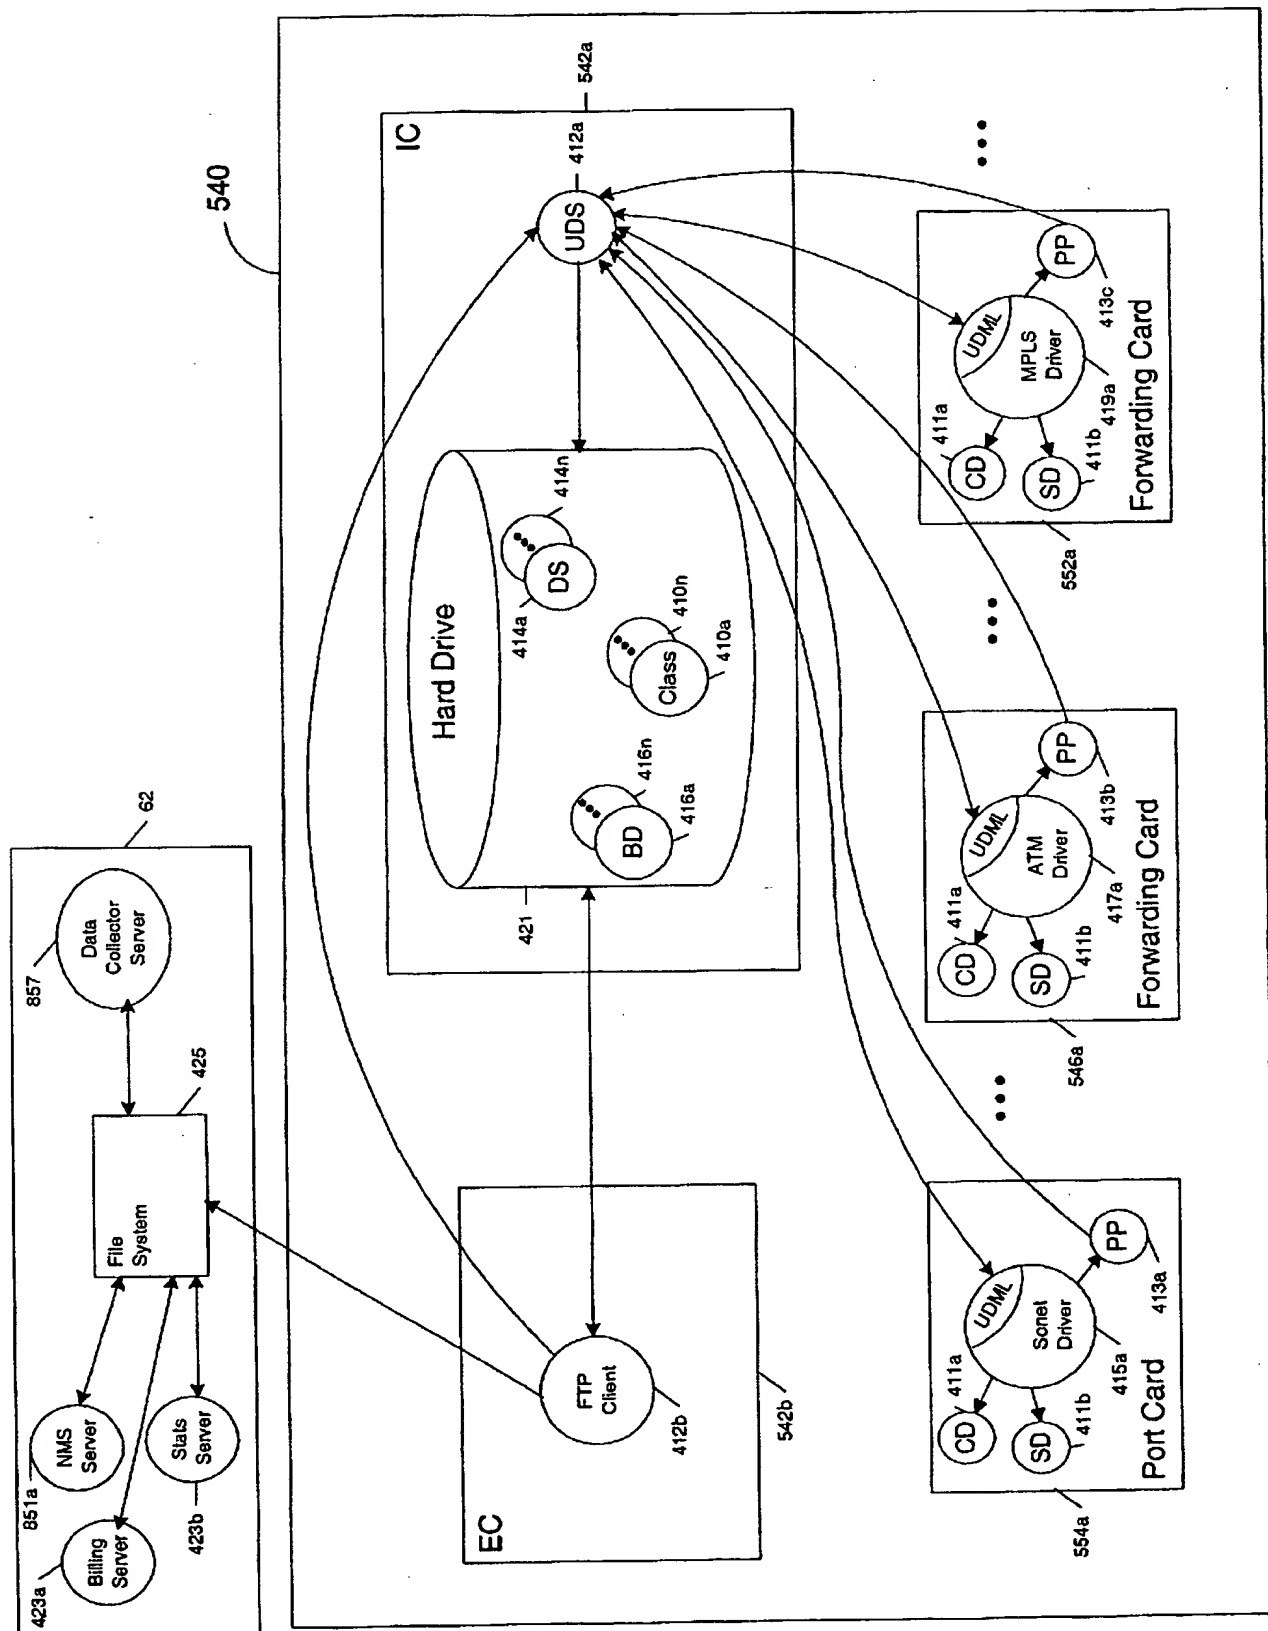 423a
Billing
Server
851a
NMS
Server
Stats
Server
423b
File
System
425
857
Data
Collector
Server
62
540
EC
FTP
Client
412b
542b
IC
542a
Hard Drive
421
BD
416a
416n
Class
410a
410n
DS
414a
414n
UDS
412a
554a
Port Card
CD
411a
SD
411b
UDML
Sonet
Driver
415a
PP
413a
546a
Forwarding Card
CD
411a
SD
411b
UDML
ATM
Driver
417a
PP
413b
552a
Forwarding Card
CD
411a
SD
411b
UDML
MPLS
Driver
419a
PP
413c